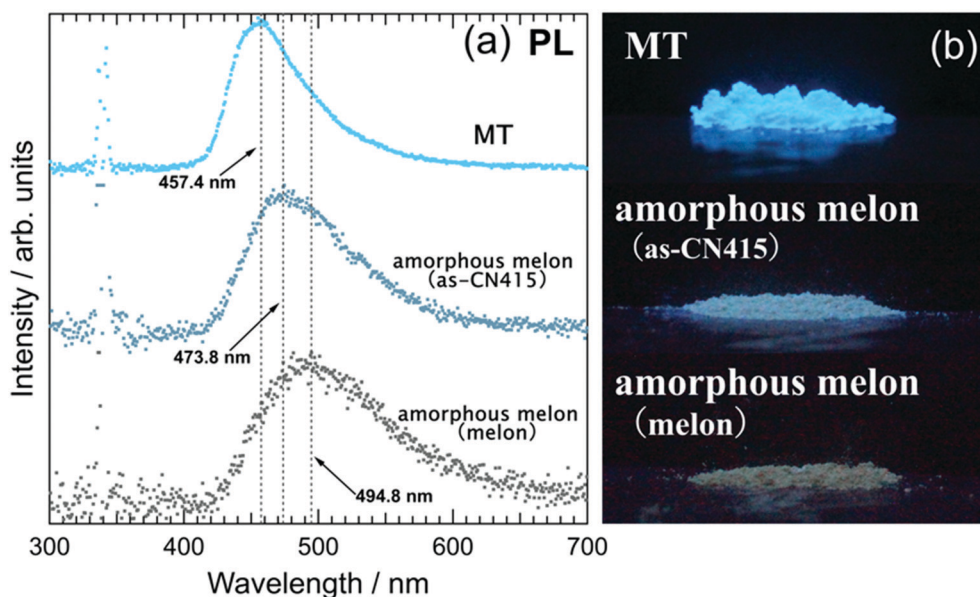 (a) PL
MT
457.4 nm
amorphous melon
(as-CN415)
473.8 nm
amorphous melon
(melon)
494.8 nm
Intensity / arb. units
300
400
500
600
700
Wavelength / nm
MT
(b)
amorphous melon
（as-CN415）
amorphous melon
（melon）